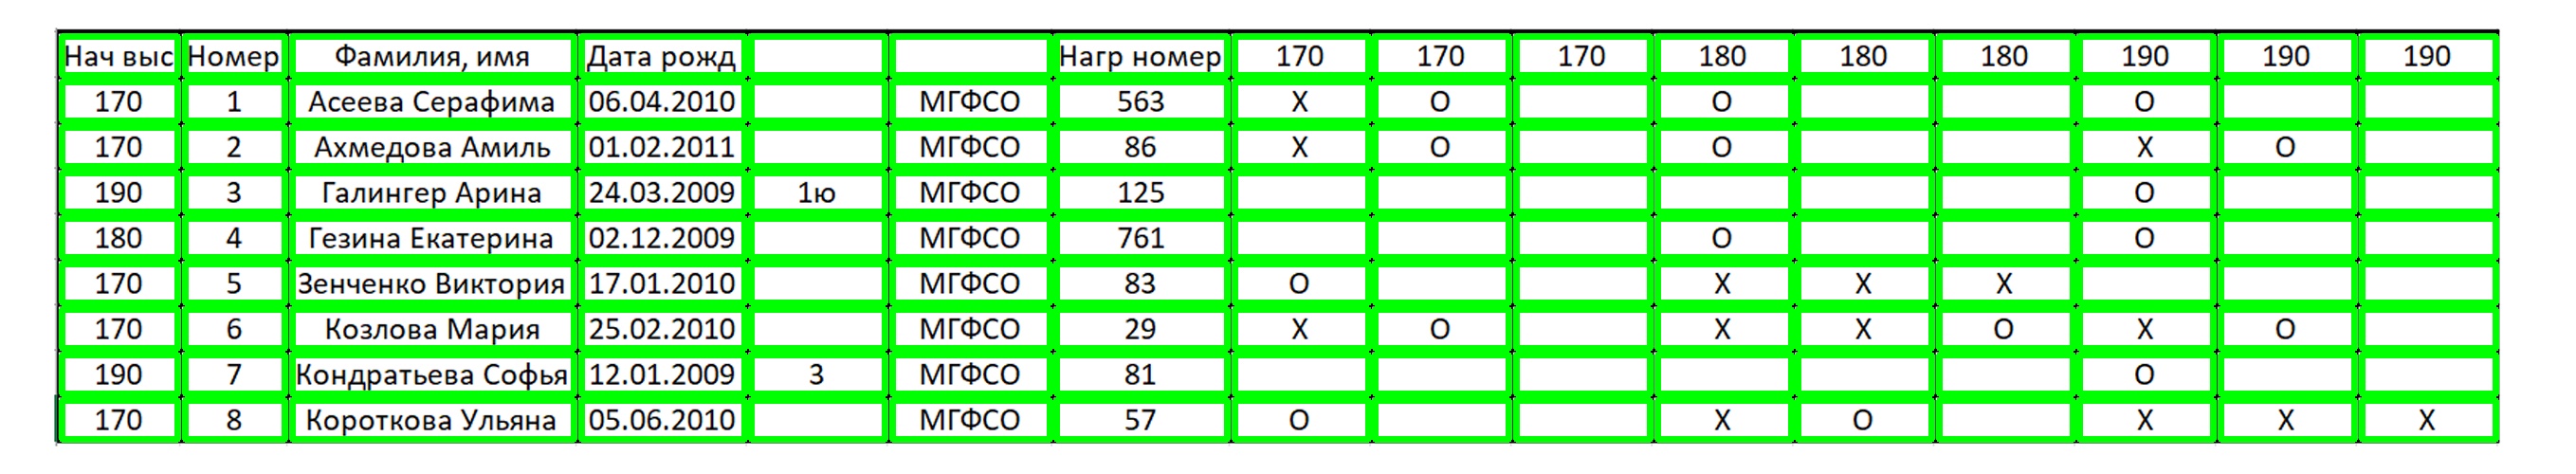 Нач выс Номер Фамилия, имя Дата рожд Нагр номер 170 170 170 180 180 180 190 190 190
170 1 Асеева Серафима 06.04.2010 МГФСО 563 X O O O
170 2 Ахмедова Амиль 01.02.2011 МГФСО 86 X O O X O
190 3 Галингер Арина 24.03.2009 1ю МГФСО 125 O
180 4 Гезина Екатерина 02.12.2009 МГФСО 761 O O
170 5 Зенченко Виктория 17.01.2010 МГФСО 83 O X X X
170 6 Козлова Мария 25.02.2010 МГФСО 29 X O X X O X O
190 7 Кондратьева Софья 12.01.2009 3 МГФСО 81 O
170 8 Короткова Ульяна 05.06.2010 МГФСО 57 O X O X X X